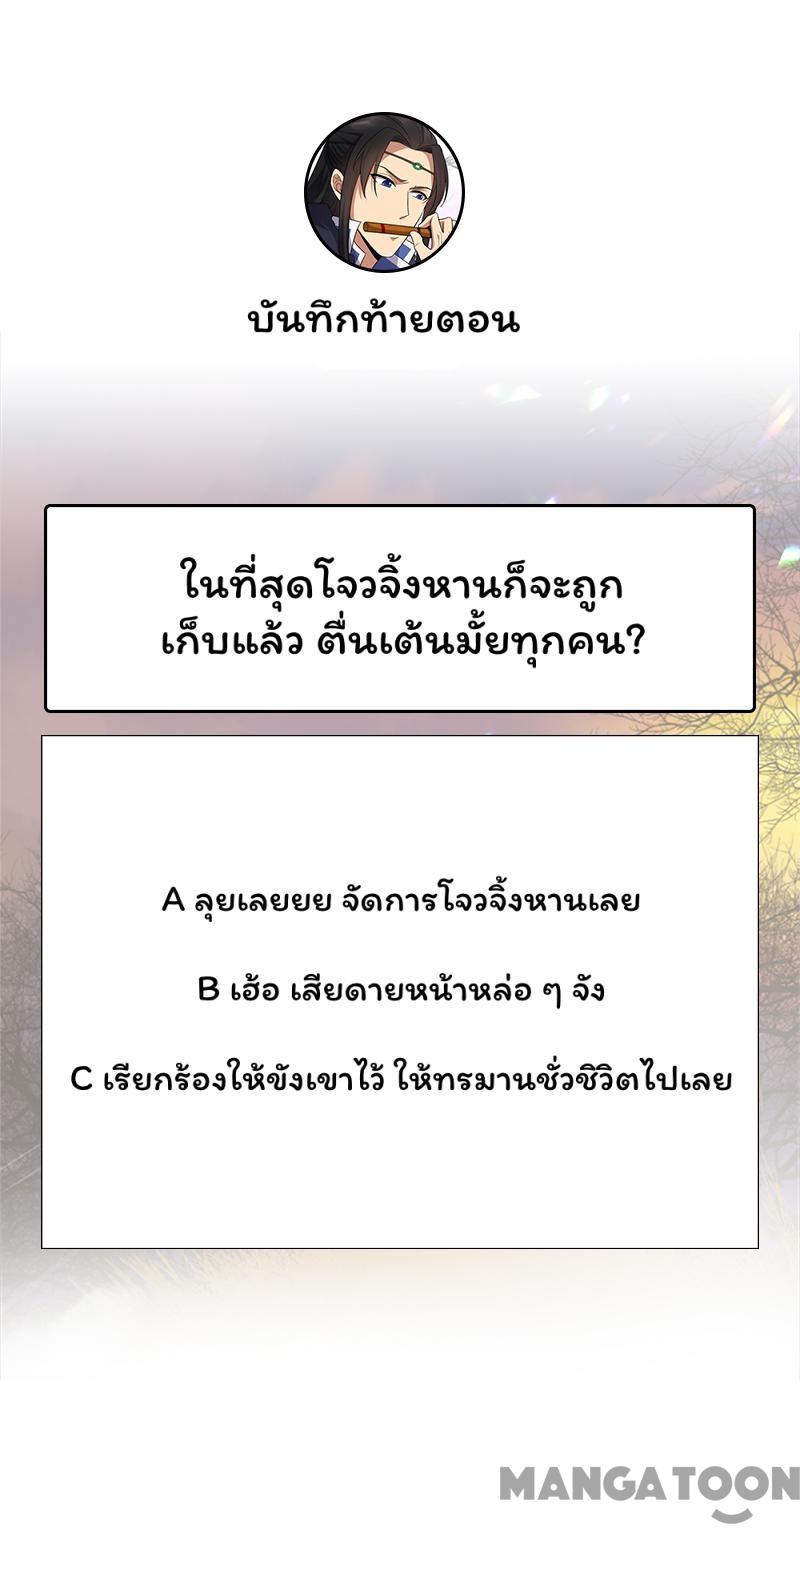 บันทึกท้ายตอน
ในที่สุดโจวจิ้งหานก็จะถูก
เก็บแล้ว ตื่นเต้นมั้ยทุกคน?
A ลุยเลยยย จัดการโจวจิ้งหานเลย
B เฮ้อ เสียดายหน้าหล่อ ๆ จัง
C เรียกร้องให้ขังเขาไว้ ให้ทรมานชั่วชิวิตไปเลย
MANGATOON